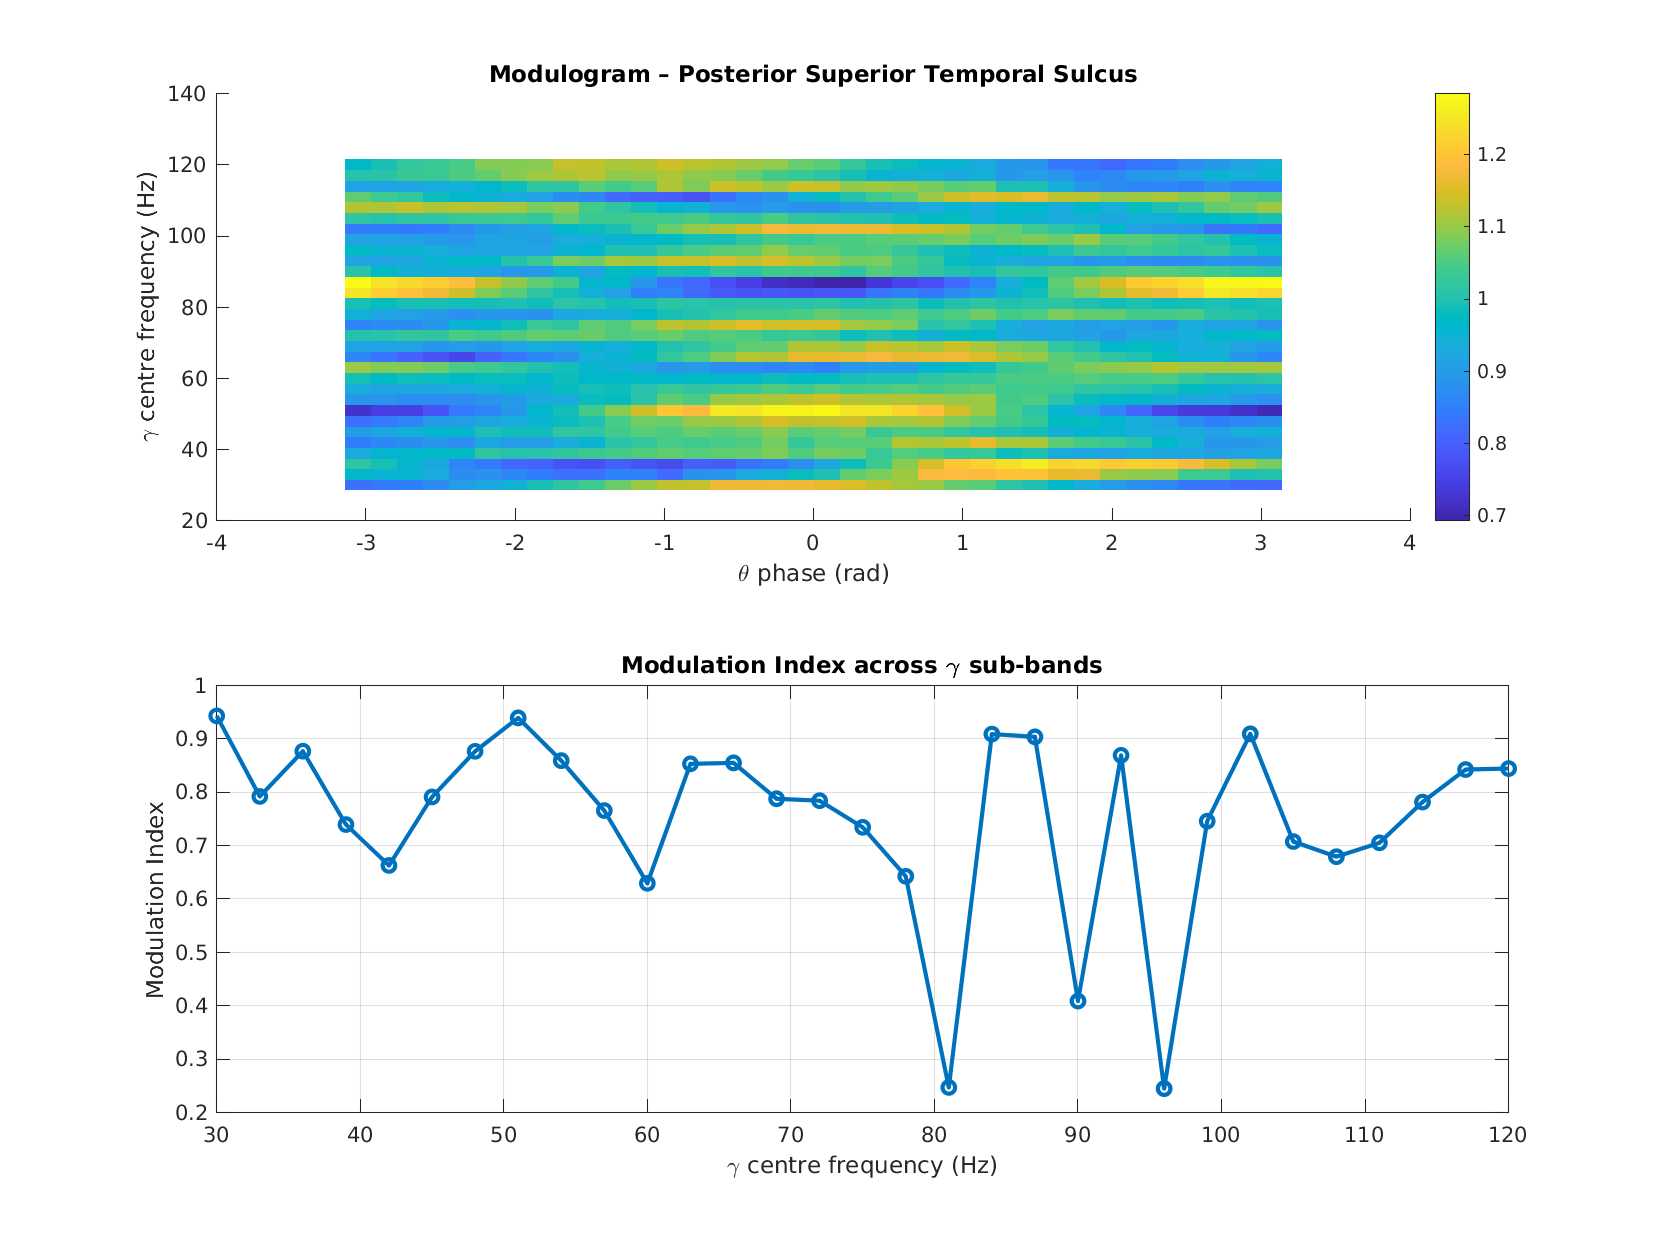 Modulogram – Posterior Superior Temporal Sulcus
γ centre frequency (Hz)
140
120
100
80
60
40
20
-4 -3 -2 -1 0 1 2 3 4
θ phase (rad)
1.2
1.1
1
0.9
0.8
0.7
Modulation Index across γ sub-bands
Modulation Index
1
0.9
0.8
0.7
0.6
0.5
0.4
0.3
0.2
30 40 50 60 70 80 90 100 110 120
γ centre frequency (Hz)